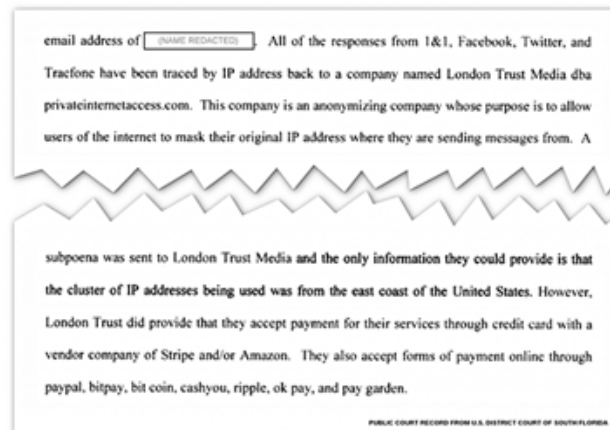 email address of (NAME REDACTED). All of the responses from 1&1, Facebook, Twitter, and
Tracfone have been traced by IP address back to a company named London Trust Media dba
privateinternetaccess.com. This company is an anonymizing company whose purpose is to allow
users of the internet to mask their original IP address where they are sending messages from. A
subpoena was sent to London Trust Media and the only information they could provide is that
the cluster of IP addresses being used was from the east coast of the United States. However,
London Trust did provide that they accept payment for their services through credit card with a
vendor company of Stripe and/or Amazon. They also accept forms of payment online through
paypal, bitpay, bit coin, cashyou, ripple, ok pay, and pay garden.
PUBLIC COURT RECORD FROM U.S. DISTRICT COURT OF SOUTH FLORIDA